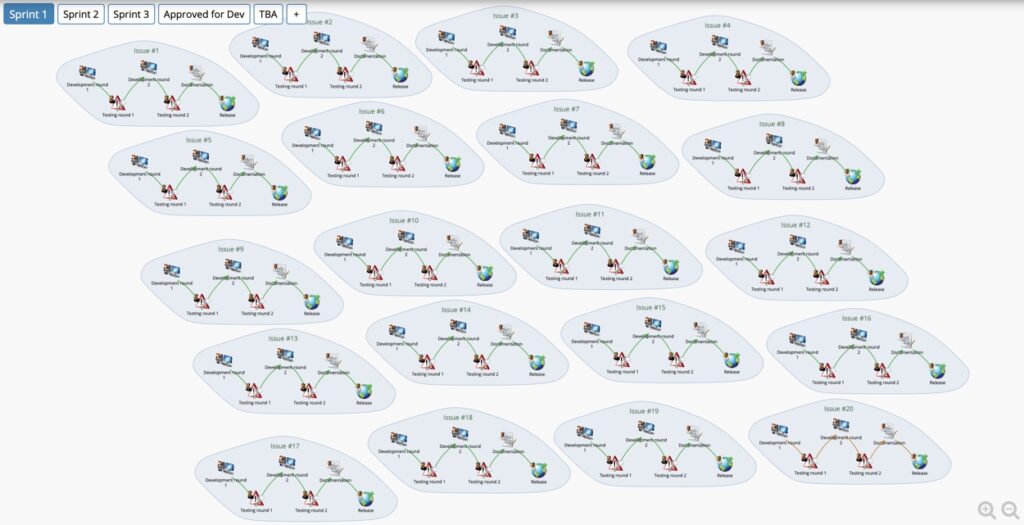 Sprint 1
Sprint 2
Sprint 3
Approved for Dev
TBA
+
Issue #1
Development round
1
Development round
2
Documentation
Testing round 1
Testing round 2
Release
Issue #2
Development round
1
Development round
2
Documentation
Testing round 1
Testing round 2
Release
Issue #3
Development round
1
Development round
2
Documentation
Testing round 1
Testing round 2
Release
Issue #4
Development round
1
Development round
2
Documentation
Testing round 1
Testing round 2
Release
Issue #5
Development round
1
Development round
2
Documentation
Testing round 1
Testing round 2
Release
Issue #6
Development round
1
Development round
2
Documentation
Testing round 1
Testing round 2
Release
Issue #7
Development round
1
Development round
2
Documentation
Testing round 1
Testing round 2
Release
Issue #8
Development round
1
Development round
2
Documentation
Testing round 1
Testing round 2
Release
Issue #9
Development round
1
Development round
2
Documentation
Testing round 1
Testing round 2
Release
Issue #10
Development round
1
Development round
2
Documentation
Testing round 1
Testing round 2
Release
Issue #11
Development round
1
Development round
2
Documentation
Testing round 1
Testing round 2
Release
Issue #12
Development round
1
Development round
2
Documentation
Testing round 1
Testing round 2
Release
Issue #13
Development round
1
Development round
2
Documentation
Testing round 1
Testing round 2
Release
Issue #14
Development round
1
Development round
2
Documentation
Testing round 1
Testing round 2
Release
Issue #15
Development round
1
Development round
2
Documentation
Testing round 1
Testing round 2
Release
Issue #16
Development round
1
Development round
2
Documentation
Testing round 1
Testing round 2
Release
Issue #17
Development round
1
Development round
2
Documentation
Testing round 1
Testing round 2
Release
Issue #18
Development round
1
Development round
2
Documentation
Testing round 1
Testing round 2
Release
Issue #19
Development round
1
Development round
2
Documentation
Testing round 1
Testing round 2
Release
Issue #20
Development round
1
Development round
2
Documentation
Testing round 1
Testing round 2
Release